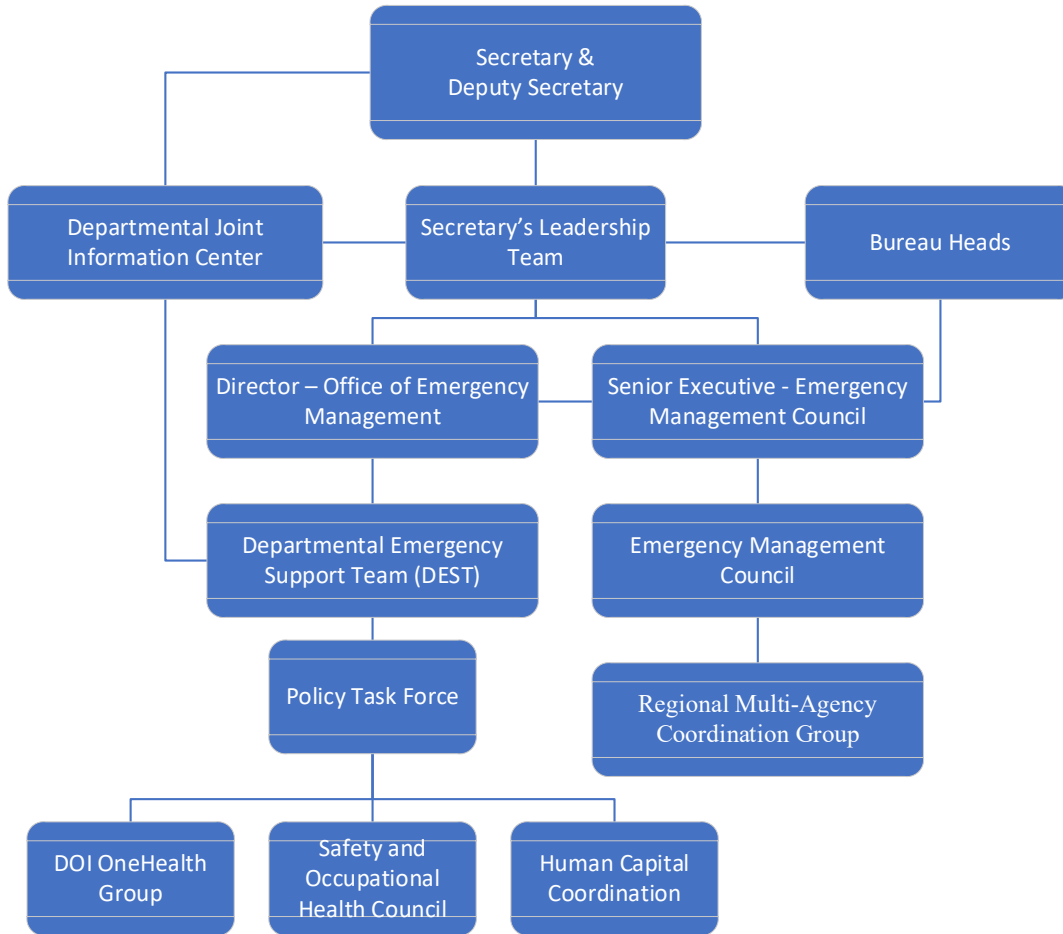 Secretary &
Deputy Secretary
Departmental Joint
Information Center
Secretary’s Leadership
Team
Bureau Heads
Director – Office of Emergency
Management
Senior Executive - Emergency
Management Council
Departmental Emergency
Support Team (DEST)
Emergency Management
Council
Policy Task Force
Regional Multi-Agency
Coordination Group
DOI OneHealth
Group
Safety and
Occupational
Health Council
Human Capital
Coordination